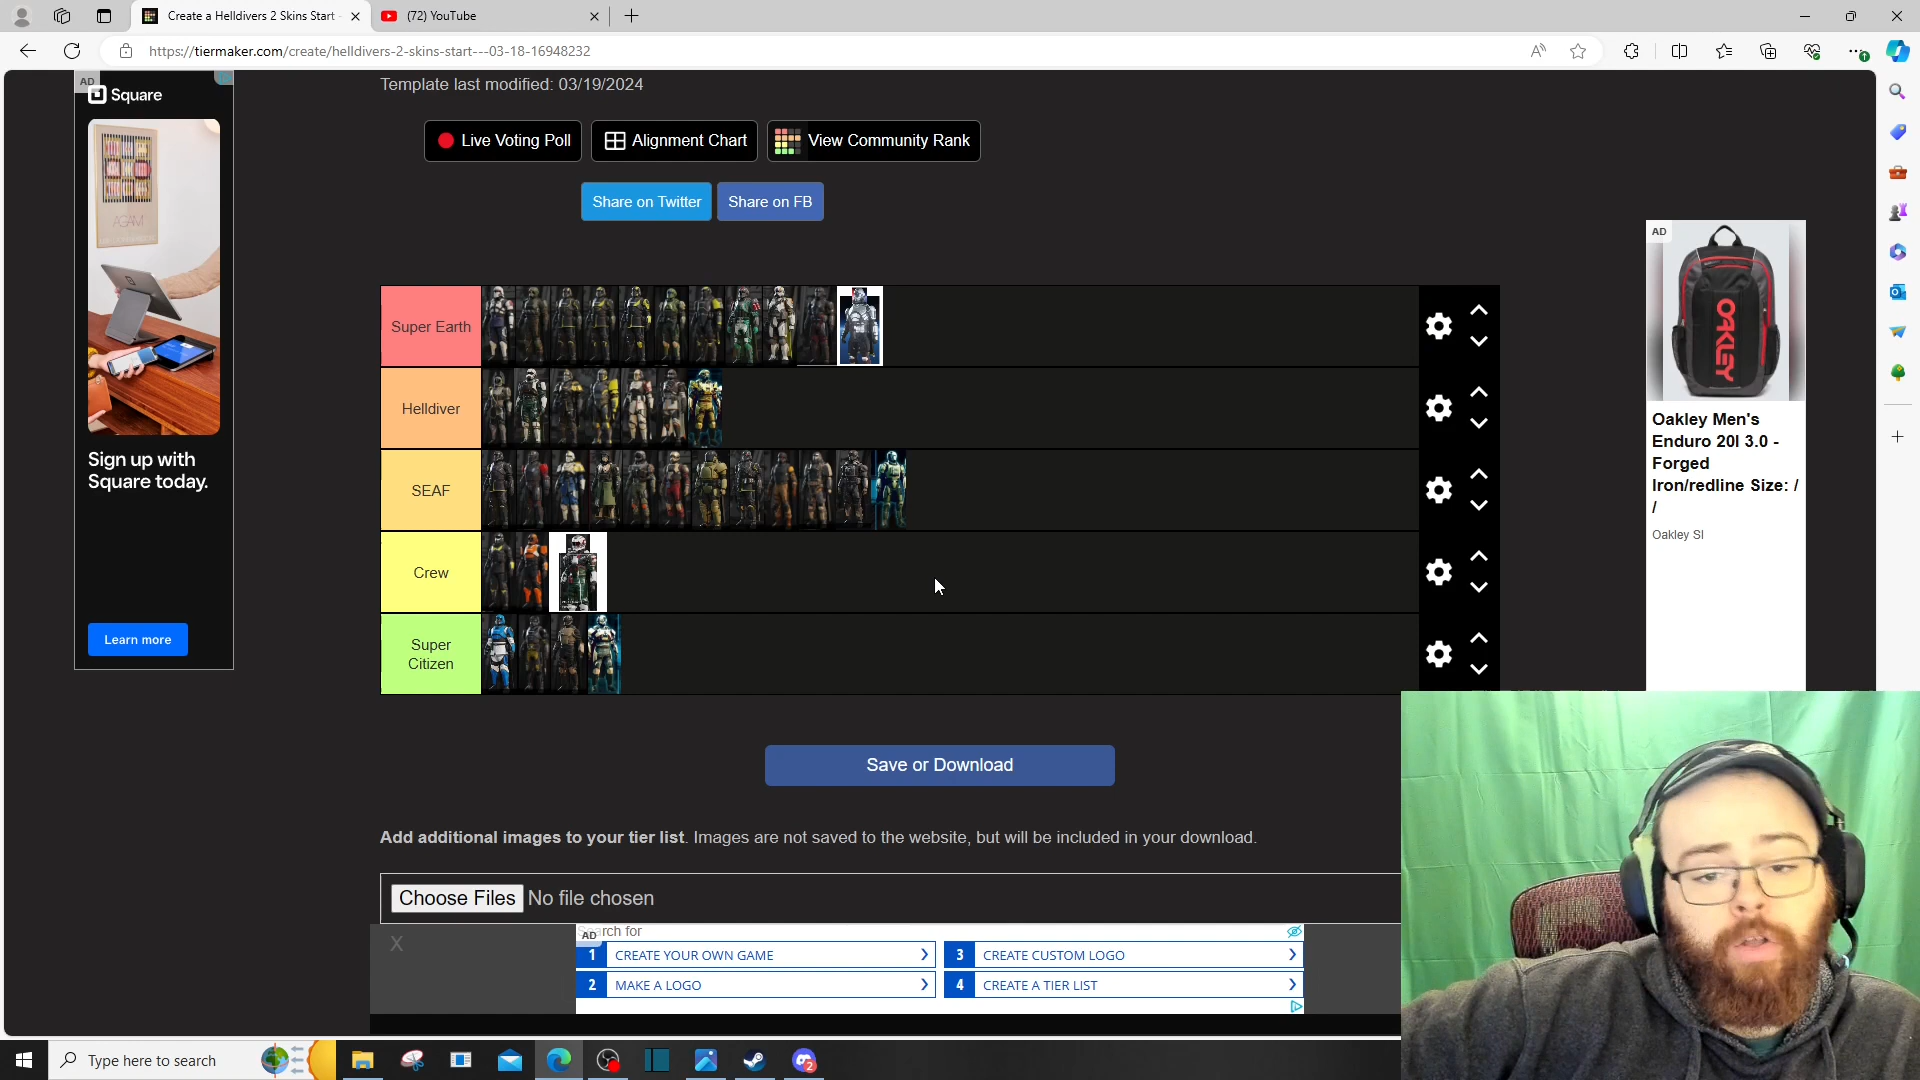 Create a Helldivers 2 Skins Start -
(72) YouTube
https://tiermaker.com/create/helldivers-2-skins-start---03-18-16948232
AD
Square
Sign up with
Square today.
Learn more
Template last modified: 03/19/2024
Live Voting Poll
Alignment Chart
View Community Rank
Share on Twitter
Share on FB
Super Earth
Helldiver
SEAF
Crew
Super
Citizen
AD
OAKLEY
Oakley Men's
Enduro 20l 3.0 -
Forged
Iron/redline Size: /
/
Oakley SI
Save or Download
Add additional images to your tier list. Images are not saved to the website, but will be included in your download.
Choose Files No file chosen
X
AD
1 CREATE YOUR OWN GAME
2 MAKE A LOGO
3 CREATE CUSTOM LOGO
4 CREATE A TIER LIST
Type here to search
2